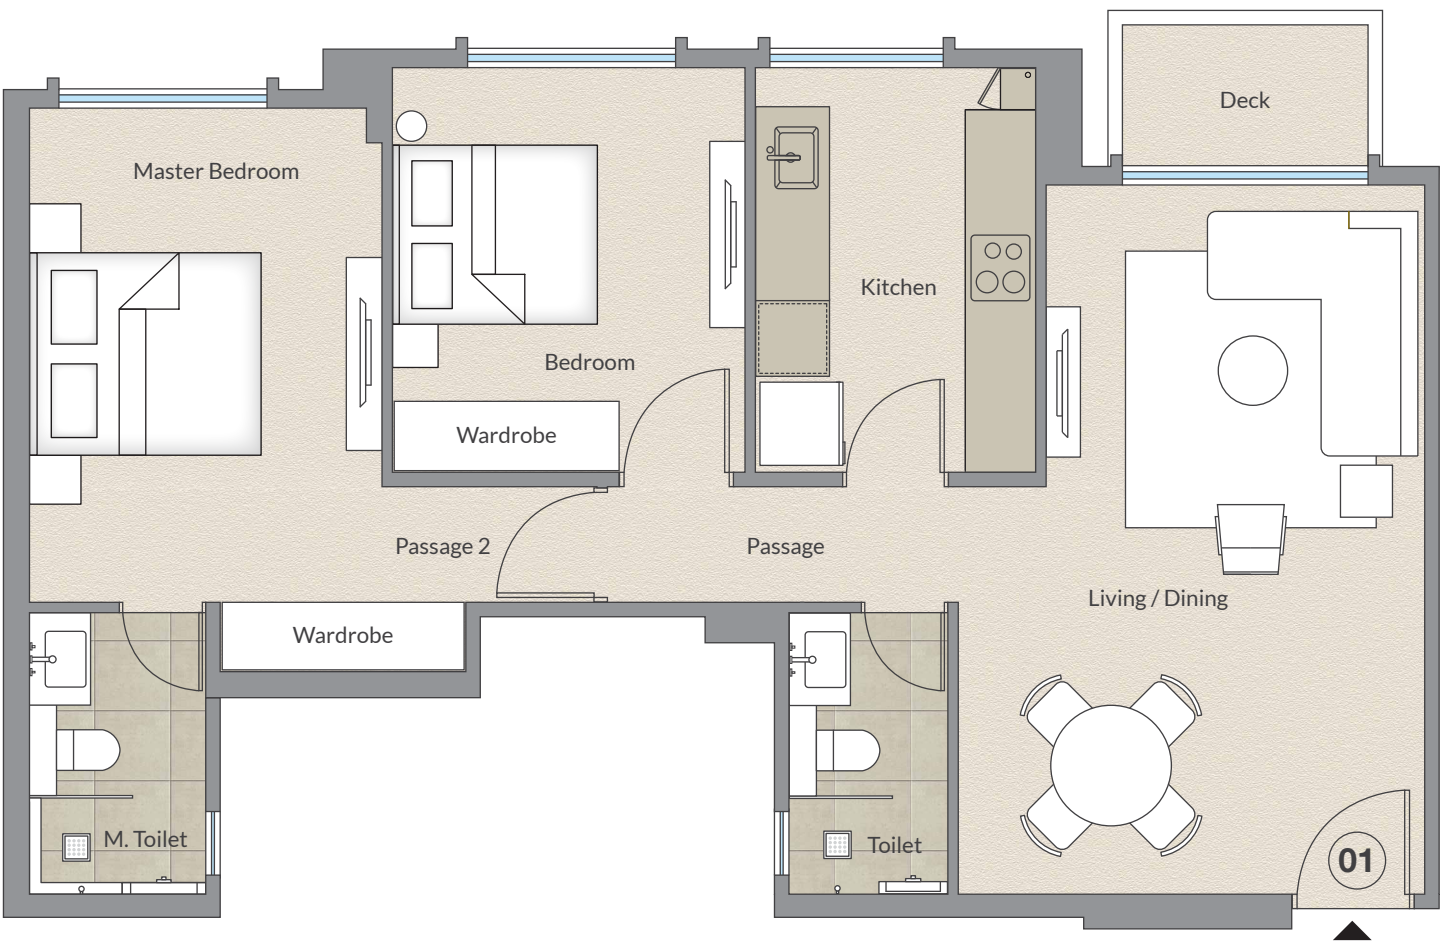 Deck
Master Bedroom
Kitchen
Bedroom
Wardrobe
Passage 2
Passage
Living / Dining
Wardrobe
M. Toilet
Toilet
01